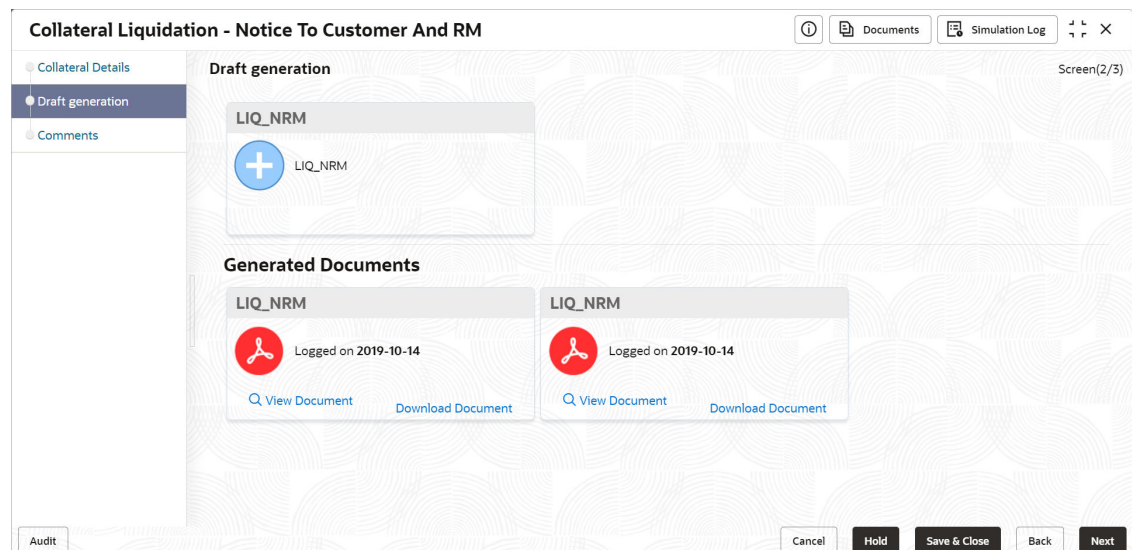 Collateral Liquidation - Notice To Customer And RM
Documents
Simulation Log
Collateral Details
Draft generation
Comments
Draft generation
Screen(2/3)
LIQ_NRM
LIQ_NRM
Generated Documents
LIQ_NRM
Logged on 2019-10-14
View Document
Download Document
LIQ_NRM
Logged on 2019-10-14
View Document
Download Document
Audit
Cancel
Hold
Save & Close
Back
Next